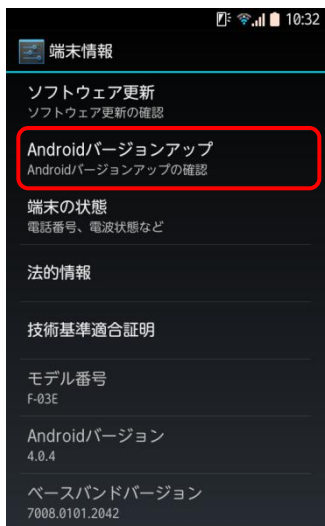 10:32
端末情報
ソフトウェア更新
ソフトウェア更新の確認
Androidバージョンアップ
Androidバージョンアップの確認
端末の状態
電話番号、電波状態など
法的情報
技術基準適合証明
モデル番号
F-03E
Androidバージョン
4.0.4
ベースバンドバージョン
7008.0101.2042